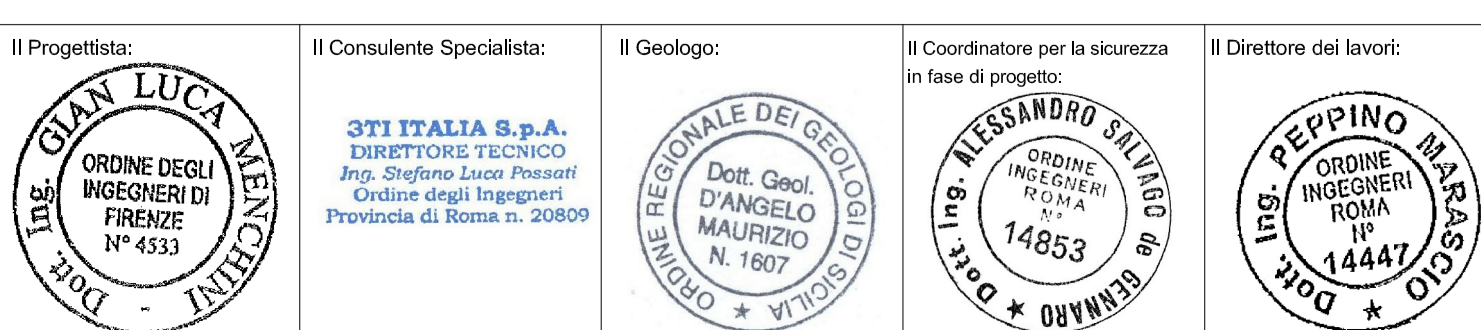 Il Progettista:
Dott. Ing. GIAN LUCA MENCHINI -
ORDINE DEGLI
INGEGNERI DI
FIRENZE
N° 4533
Il Consulente Specialista:
3TI ITALIA S.p.A.
DIRETTORE TECNICO
Ing. Stefano Luca Possati
Ordine degli Ingegneri
Provincia di Roma n. 20809
Il Geologo:
ORDINE REGIONALE DEI GEOLOGI DI SICILIA ★
Dott. Geol.
D'ANGELO
MAURIZIO
N. 1607
Il Coordinatore per la sicurezza
in fase di progetto:
Dott. Ing. ALESSANDRO SALVAGO de GENNARO ★
ORDINE
INGEGNERI
ROMA
N°
14853
Il Direttore dei lavori:
Dott. Ing. PEPPINO MARASCIO ★
ORDINE
INGEGNERI
ROMA
N°
14447